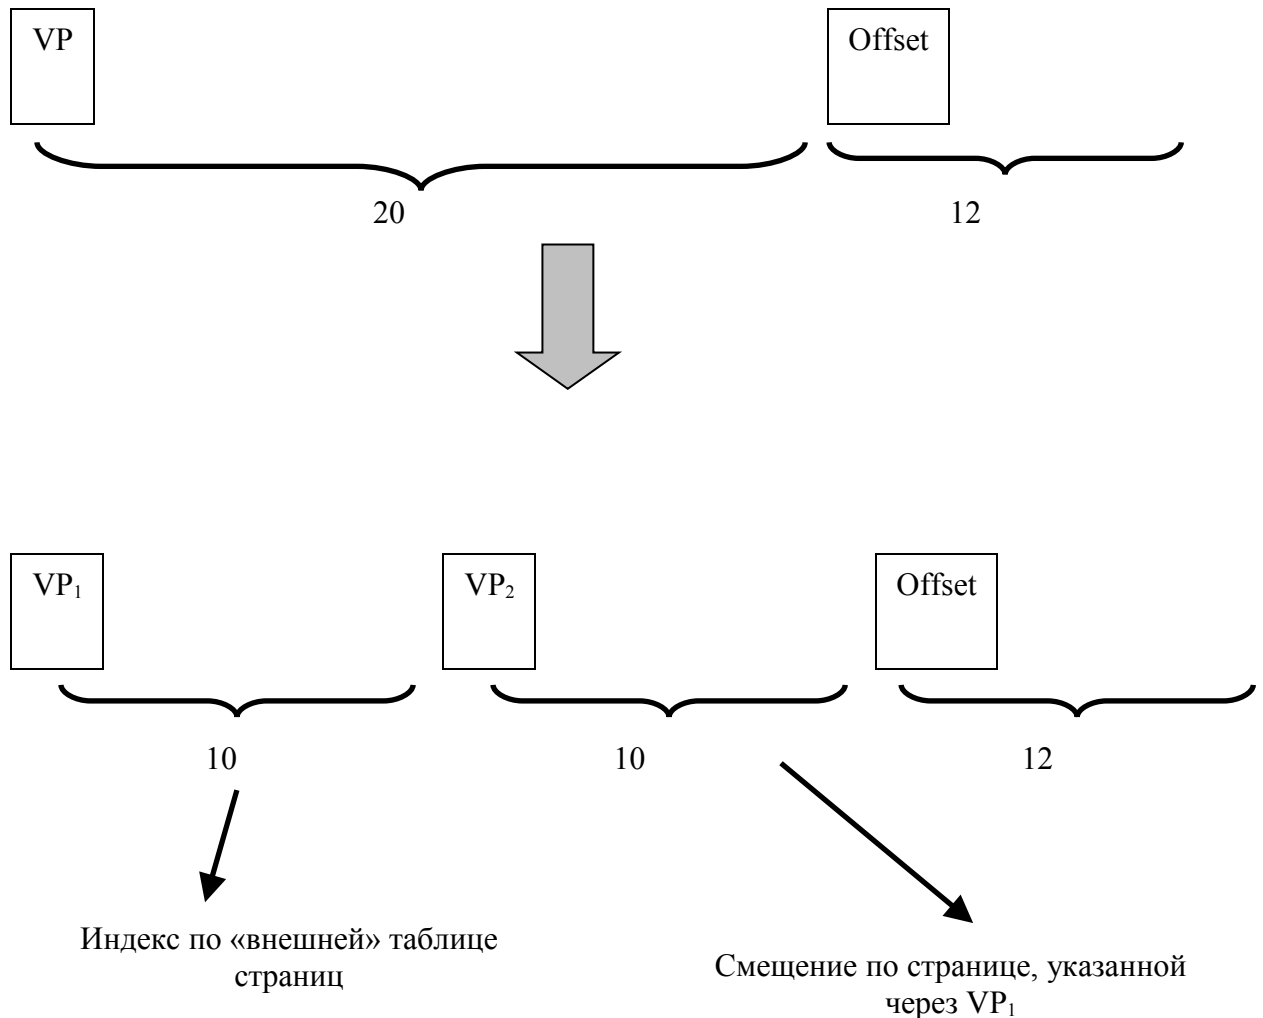 VP
Offset
20
12
VP₁
VP₂
Offset
10
10
12
Индекс по «внешней» таблице
страниц
Смещение по странице, указанной
через VP₁